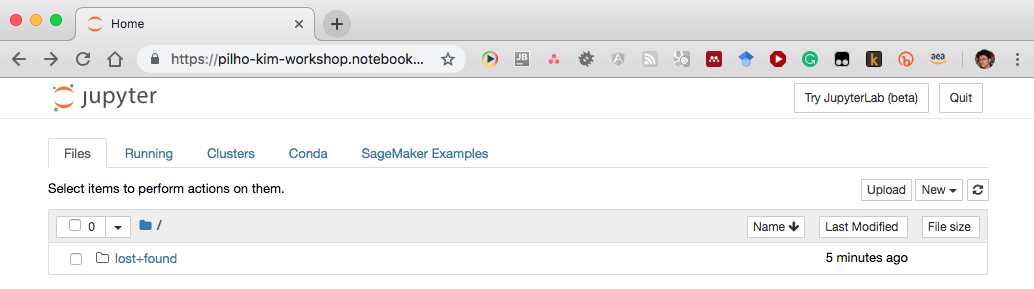 Home
https://pilho-kim-workshop.notebook...
JB
aea
jupyter
Try JupyterLab (beta) Quit
Files Running Clusters Conda SageMaker Examples
Select items to perform actions on them.
Upload New
0 / Name Last Modified File size
lost+found 5 minutes ago